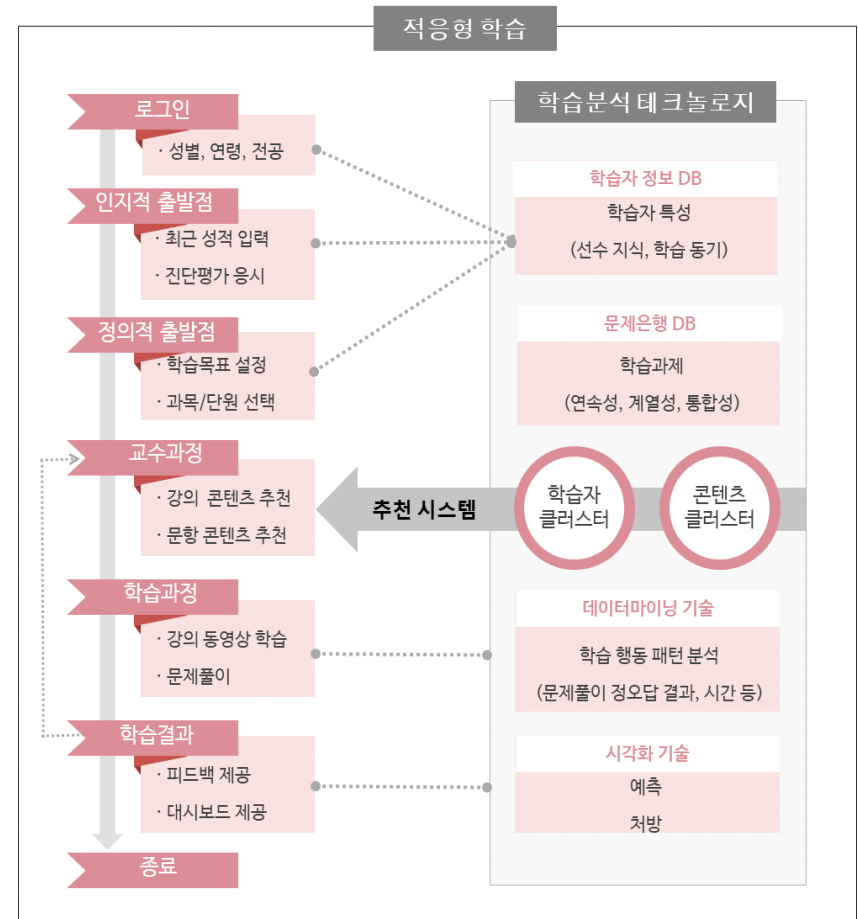 적응형 학습
로그인
· 성별, 연령, 전공
인지적 출발점
· 최근 성적 입력
· 진단평가 응시
정의적 출발점
· 학습목표 설정
· 과목/단원 선택
교수과정
· 강의 콘텐츠 추천
· 문항 콘텐츠 추천
학습과정
· 강의 동영상 학습
· 문제풀이
학습결과
· 피드백 제공
· 대시보드 제공
종료
추천 시스템
학습분석 테크놀로지
학습자 정보 DB
학습자 특성
(선수 지식, 학습 동기)
문제은행 DB
학습과제
(연속성, 계열성, 통합성)
학습자
클러스터
콘텐츠
클러스터
데이터마이닝 기술
학습 행동 패턴 분석
(문제풀이 정오답 결과, 시간 등)
시각화 기술
예측
처방